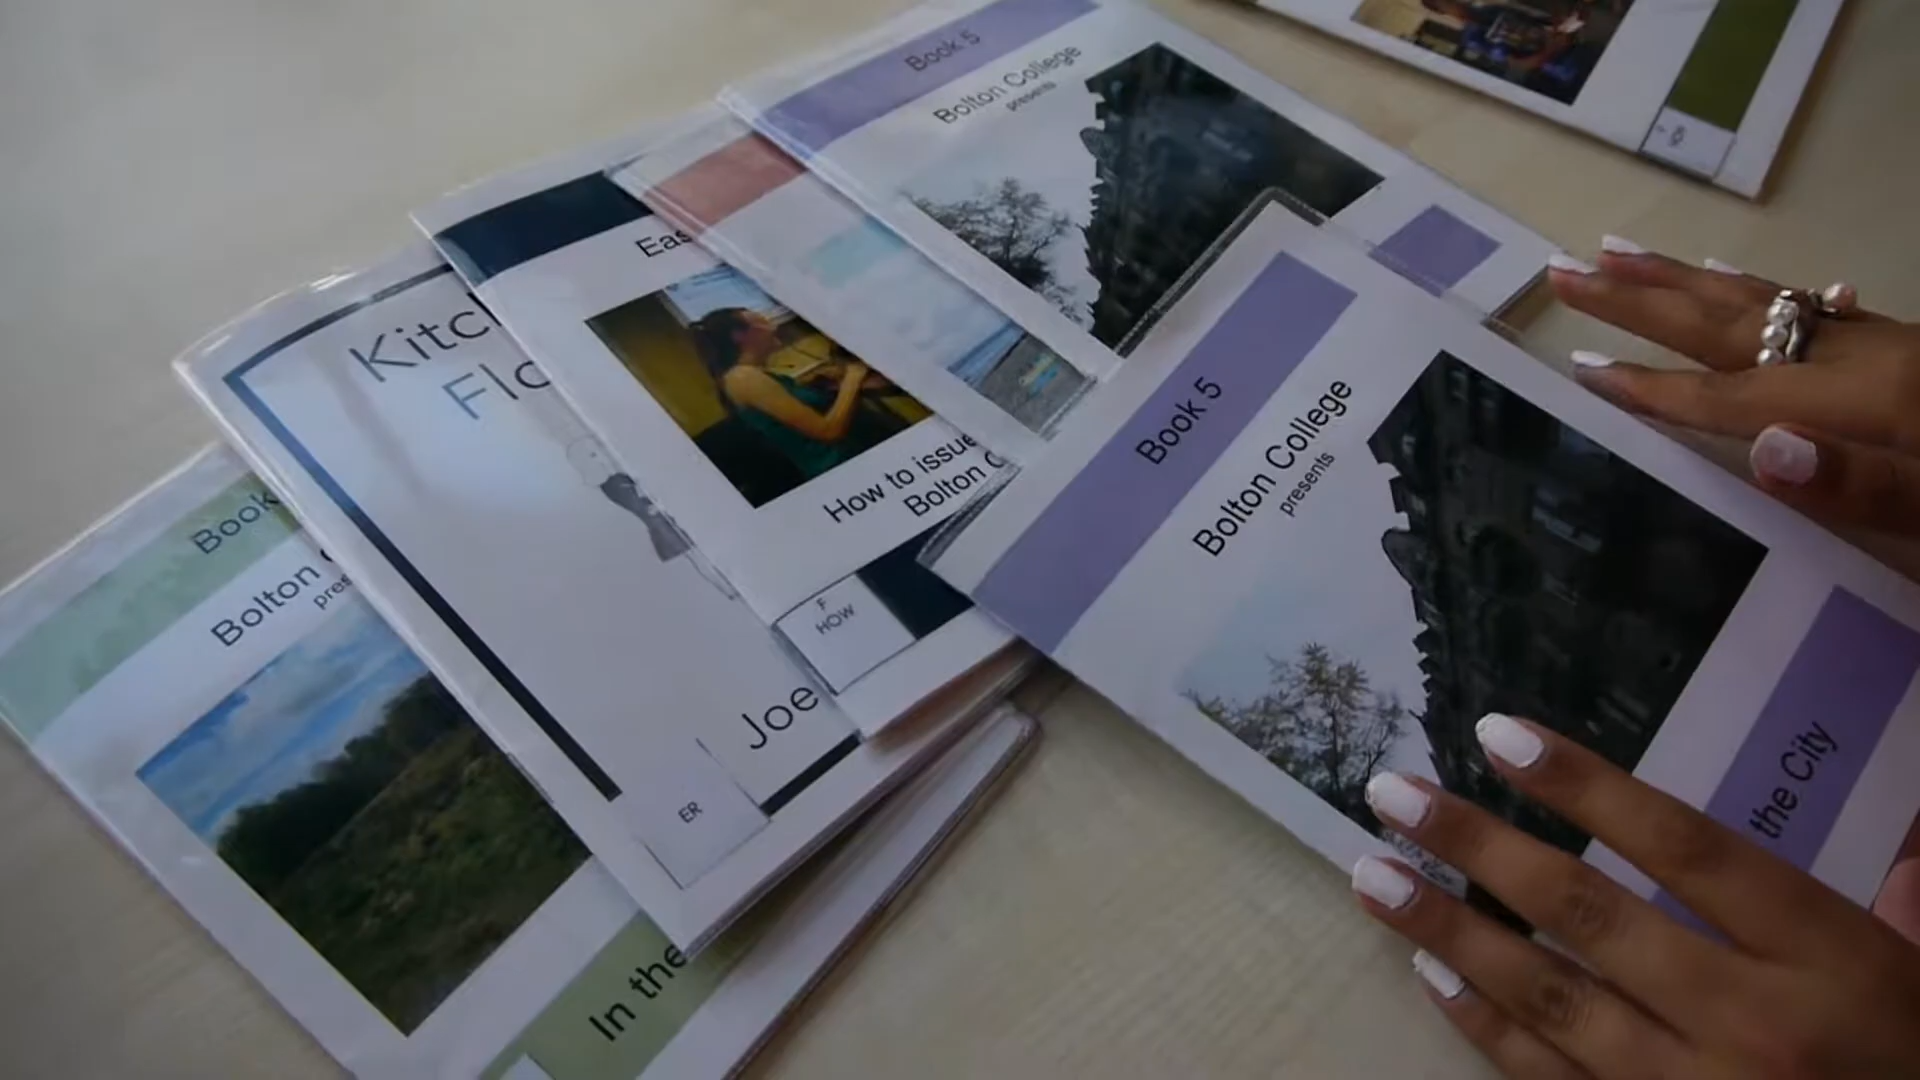 Book 5
Bolton College
presents
Eas
How to issue
Bolton C
F
HOW
Kitc
Flo
Joe
ER
Book
Bolton
pres
In the
Book 5
Bolton College
presents
the City